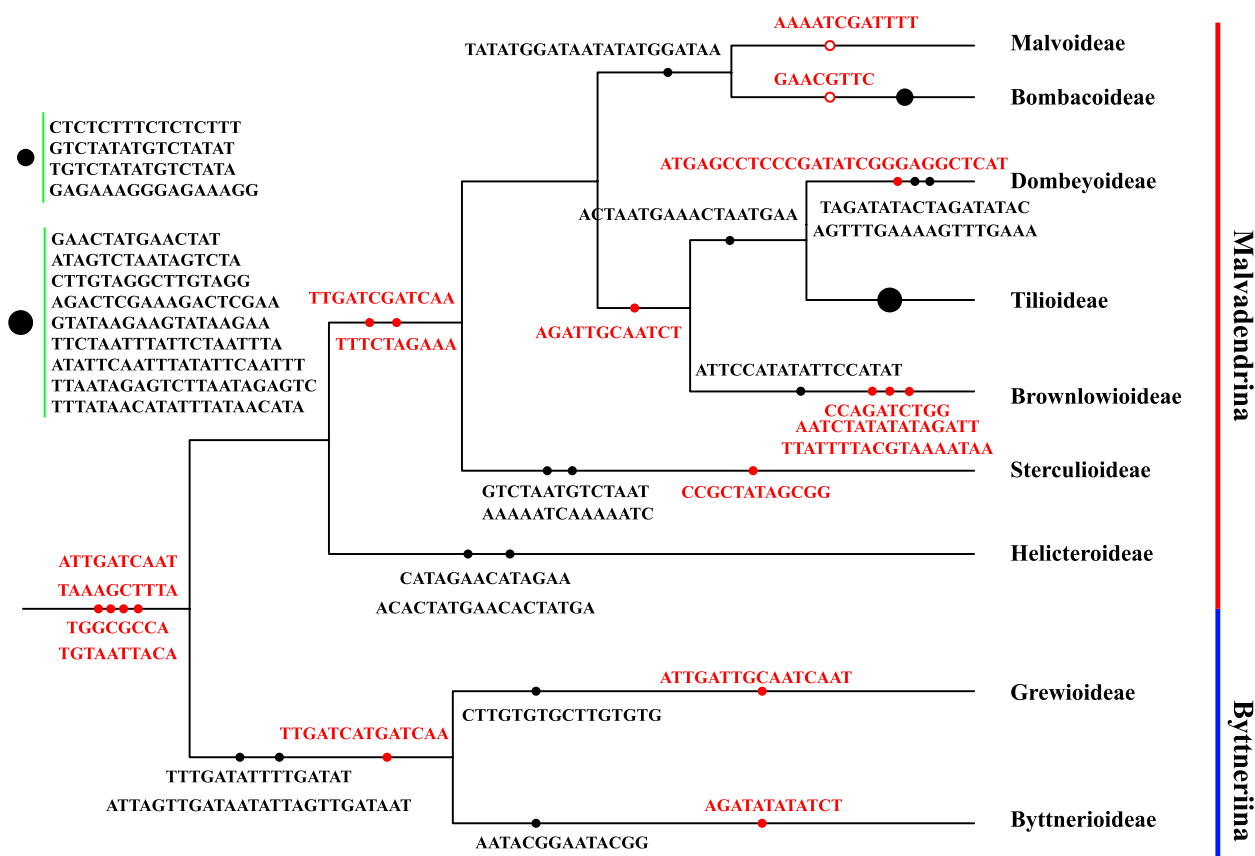 AAAATCGATTTT
TATATGGATAATATATGGATAA
Malvoideae
GAACGTTC
Bombacoideae
CTCTCTTTCTCTCTTT
GTCTATATGTCTATAT
TGTCTATATGTCTATA
GAGAAAGGGAGAAAGG
ATGAGCCTCCCGATATCGGGAGGCTCAT
Dombeyoideae
ACTAATGAAACTAATGAA
TAGATATACTAGATATAC
AGTTTGAAAAGTTTGAAA
GAACTATGAACTAT
ATAGTCTAATAGTCTA
CTTGTAGGCTTGTAGG
AGACTCGAAAGACTCGAA
GTATAAGAAGTATAAGAA
TTCTAATTTATTCTAATTTA
ATATTCAATTTATATTCAATTT
TTAATAGAGTCTTAATAGAGTC
TTTATAACATATTTATAACATA
TTGATCGATCAA
TTTCTAGAAA
Tilioideae
AGATTGCAATCT
ATTCCATATATTCCATAT
Brownlowioideae
CCAGATCTGG
AATCTATATATAGATT
TTATTTTACGTAAAATAA
Sterculioideae
GTCTAATGTCTAAT
AAAAATCAAAAATC
CCGCTATAGCGG
Malvadendrina
Helicteroideae
CATAGAACATAGAA
ACACTATGAACACTATGA
ATTGATCAAT
TAAAGCTTTA
TGGCGCCA
TGTAATTACA
ATTGATTGCAATCAAT
Grewioideae
CTTGTGTGCTTGTGTG
TTGATCATGATCAA
TTTGATATTTTGATAT
ATTAGTTGATAATATTAGTTGATAAT
AGATATATATCT
Byttnerioideae
AATACGGAATACGG
Byttneriina